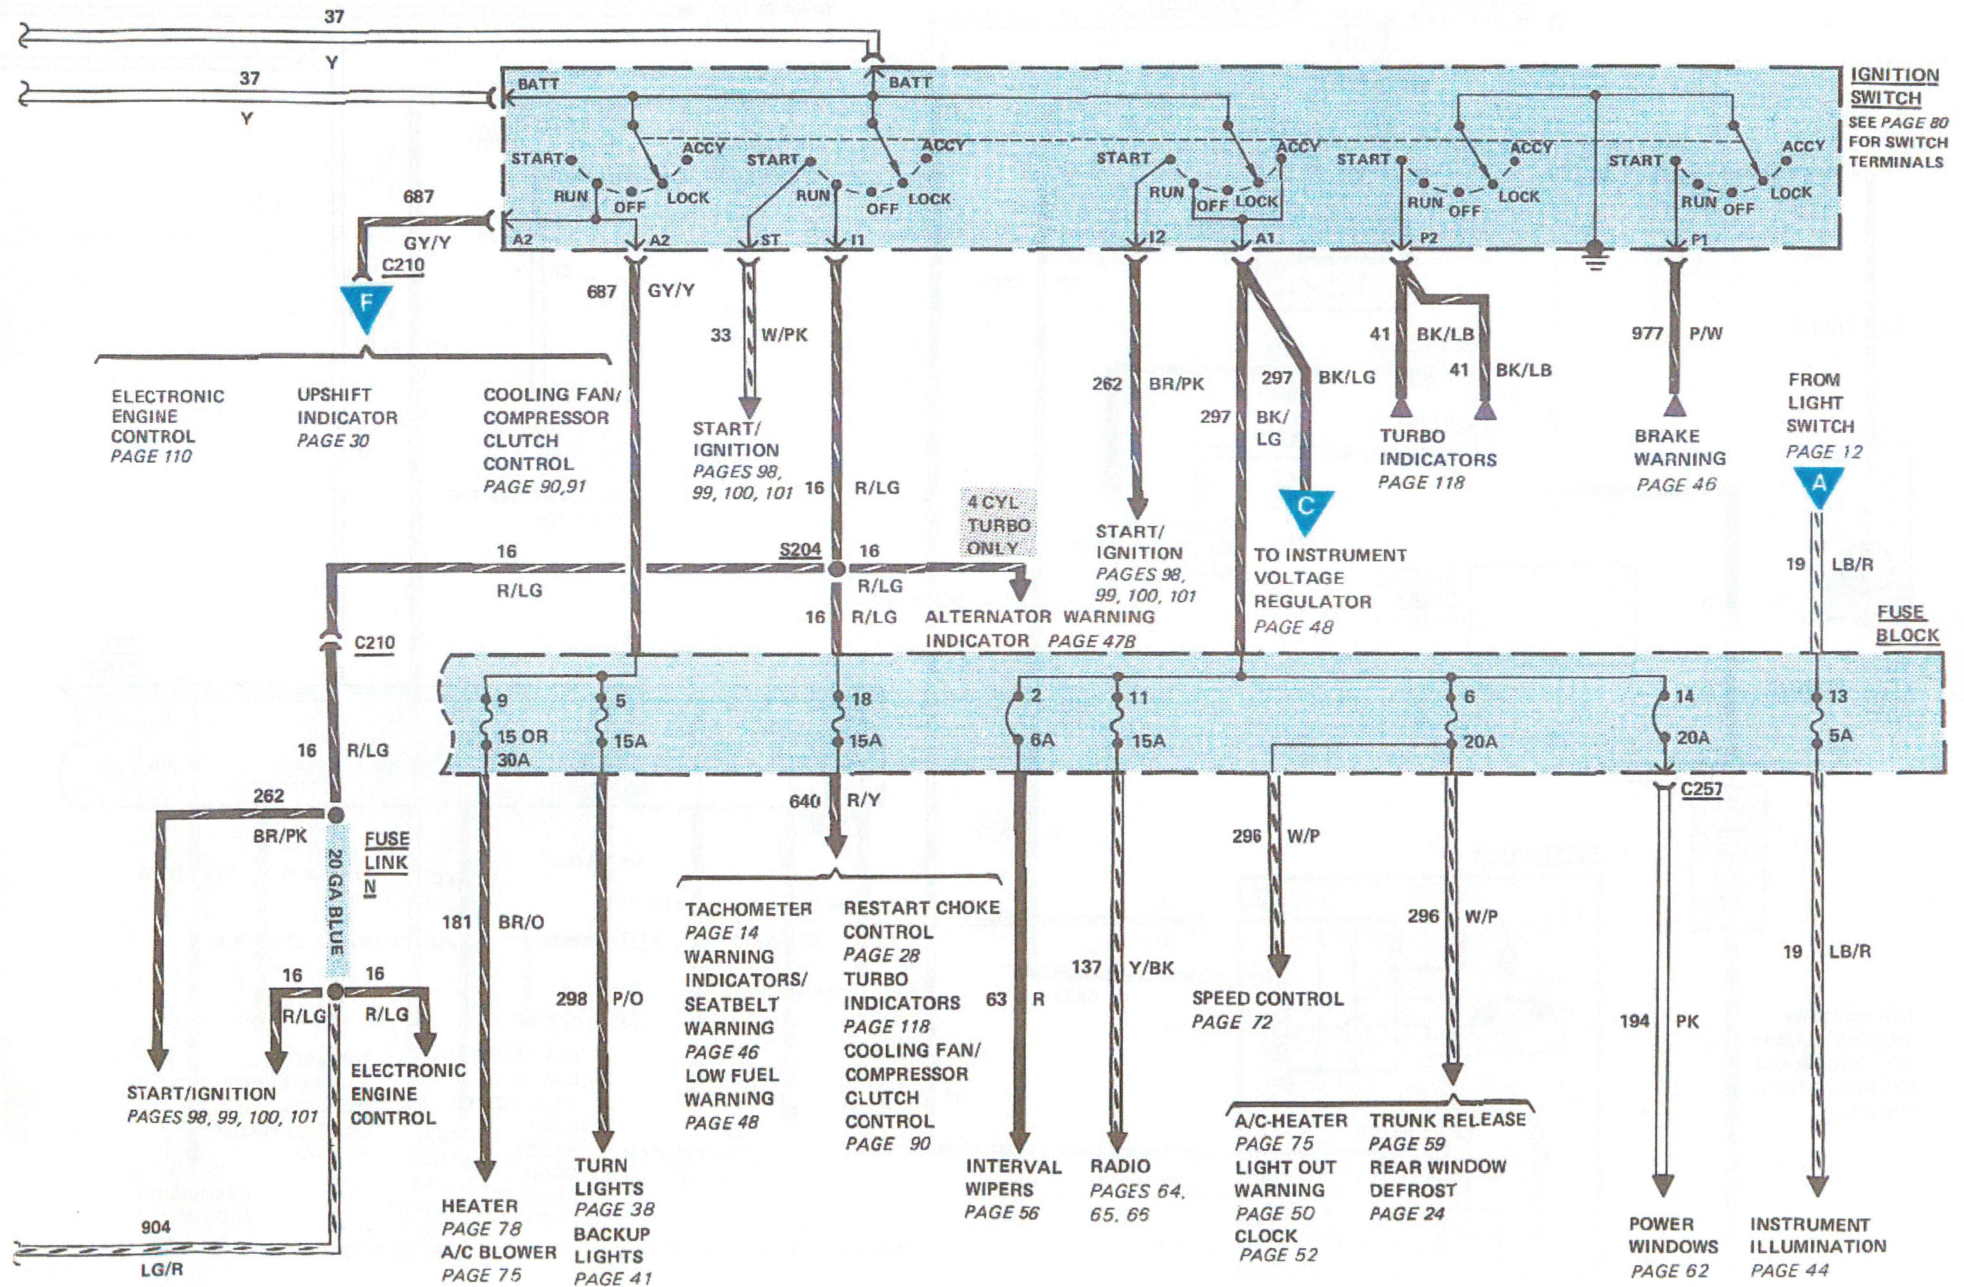 37
Y
37
Y
BATT
BATT
IGNITION
SWITCH
SEE PAGE 80
FOR SWITCH
TERMINALS
START
RUN
OFF
LOCK
ACCY
START
RUN
OFF
LOCK
ACCY
START
RUN
OFF
LOCK
ACCY
START
RUN
OFF
LOCK
ACCY
START
RUN
OFF
LOCK
ACCY
A2
A2
ST
I1
I2
A1
P2
P1
687
GY/Y
C210
F
687
GY/Y
33
W/PK
262
BR/PK
297
BK/LG
297
BK/
LG
41
BK/LB
41
BK/LB
977
P/W
ELECTRONIC
ENGINE
CONTROL
PAGE 110
UPSHIFT
INDICATOR
PAGE 30
COOLING FAN/
COMPRESSOR
CLUTCH
CONTROL
PAGE 90,91
START/
IGNITION
PAGES 98,
99, 100, 101
16
R/LG
4 CYL
TURBO
ONLY
START/
IGNITION
PAGES 98,
99, 100, 101
C
TO INSTRUMENT
VOLTAGE
REGULATOR
PAGE 48
TURBO
INDICATORS
PAGE 118
BRAKE
WARNING
PAGE 46
FROM
LIGHT
SWITCH
PAGE 12
A
19
LB/R
16
R/LG
S204
16
R/LG
16
R/LG
ALTERNATOR WARNING
INDICATOR PAGE 47B
FUSE
BLOCK
C210
16
R/LG
9
15 OR
30A
5
15A
18
15A
2
6A
11
15A
6
20A
14
20A
13
5A
C257
262
BR/PK
FUSE
LINK
N
20 GA BLUE
16
R/LG
16
R/LG
START/IGNITION
PAGES 98, 99, 100, 101
ELECTRONIC
ENGINE
CONTROL
904
LG/R
181
BR/O
HEATER
PAGE 78
A/C BLOWER
PAGE 75
298
P/O
TURN
LIGHTS
PAGE 38
BACKUP
LIGHTS
PAGE 41
640
R/Y
TACHOMETER
PAGE 14
WARNING
INDICATORS/
SEATBELT
WARNING
PAGE 46
LOW FUEL
WARNING
PAGE 48
RESTART CHOKE
CONTROL
PAGE 28
TURBO
INDICATORS
PAGE 118
COOLING FAN/
COMPRESSOR
CLUTCH
CONTROL
PAGE 90
63
R
INTERVAL
WIPERS
PAGE 56
137
Y/BK
RADIO
PAGES 64,
65, 66
296
W/P
SPEED CONTROL
PAGE 72
296
W/P
A/C-HEATER
PAGE 75
LIGHT OUT
WARNING
PAGE 50
CLOCK
PAGE 52
TRUNK RELEASE
PAGE 59
REAR WINDOW
DEFROST
PAGE 24
194
PK
POWER
WINDOWS
PAGE 62
19
LB/R
INSTRUMENT
ILLUMINATION
PAGE 44